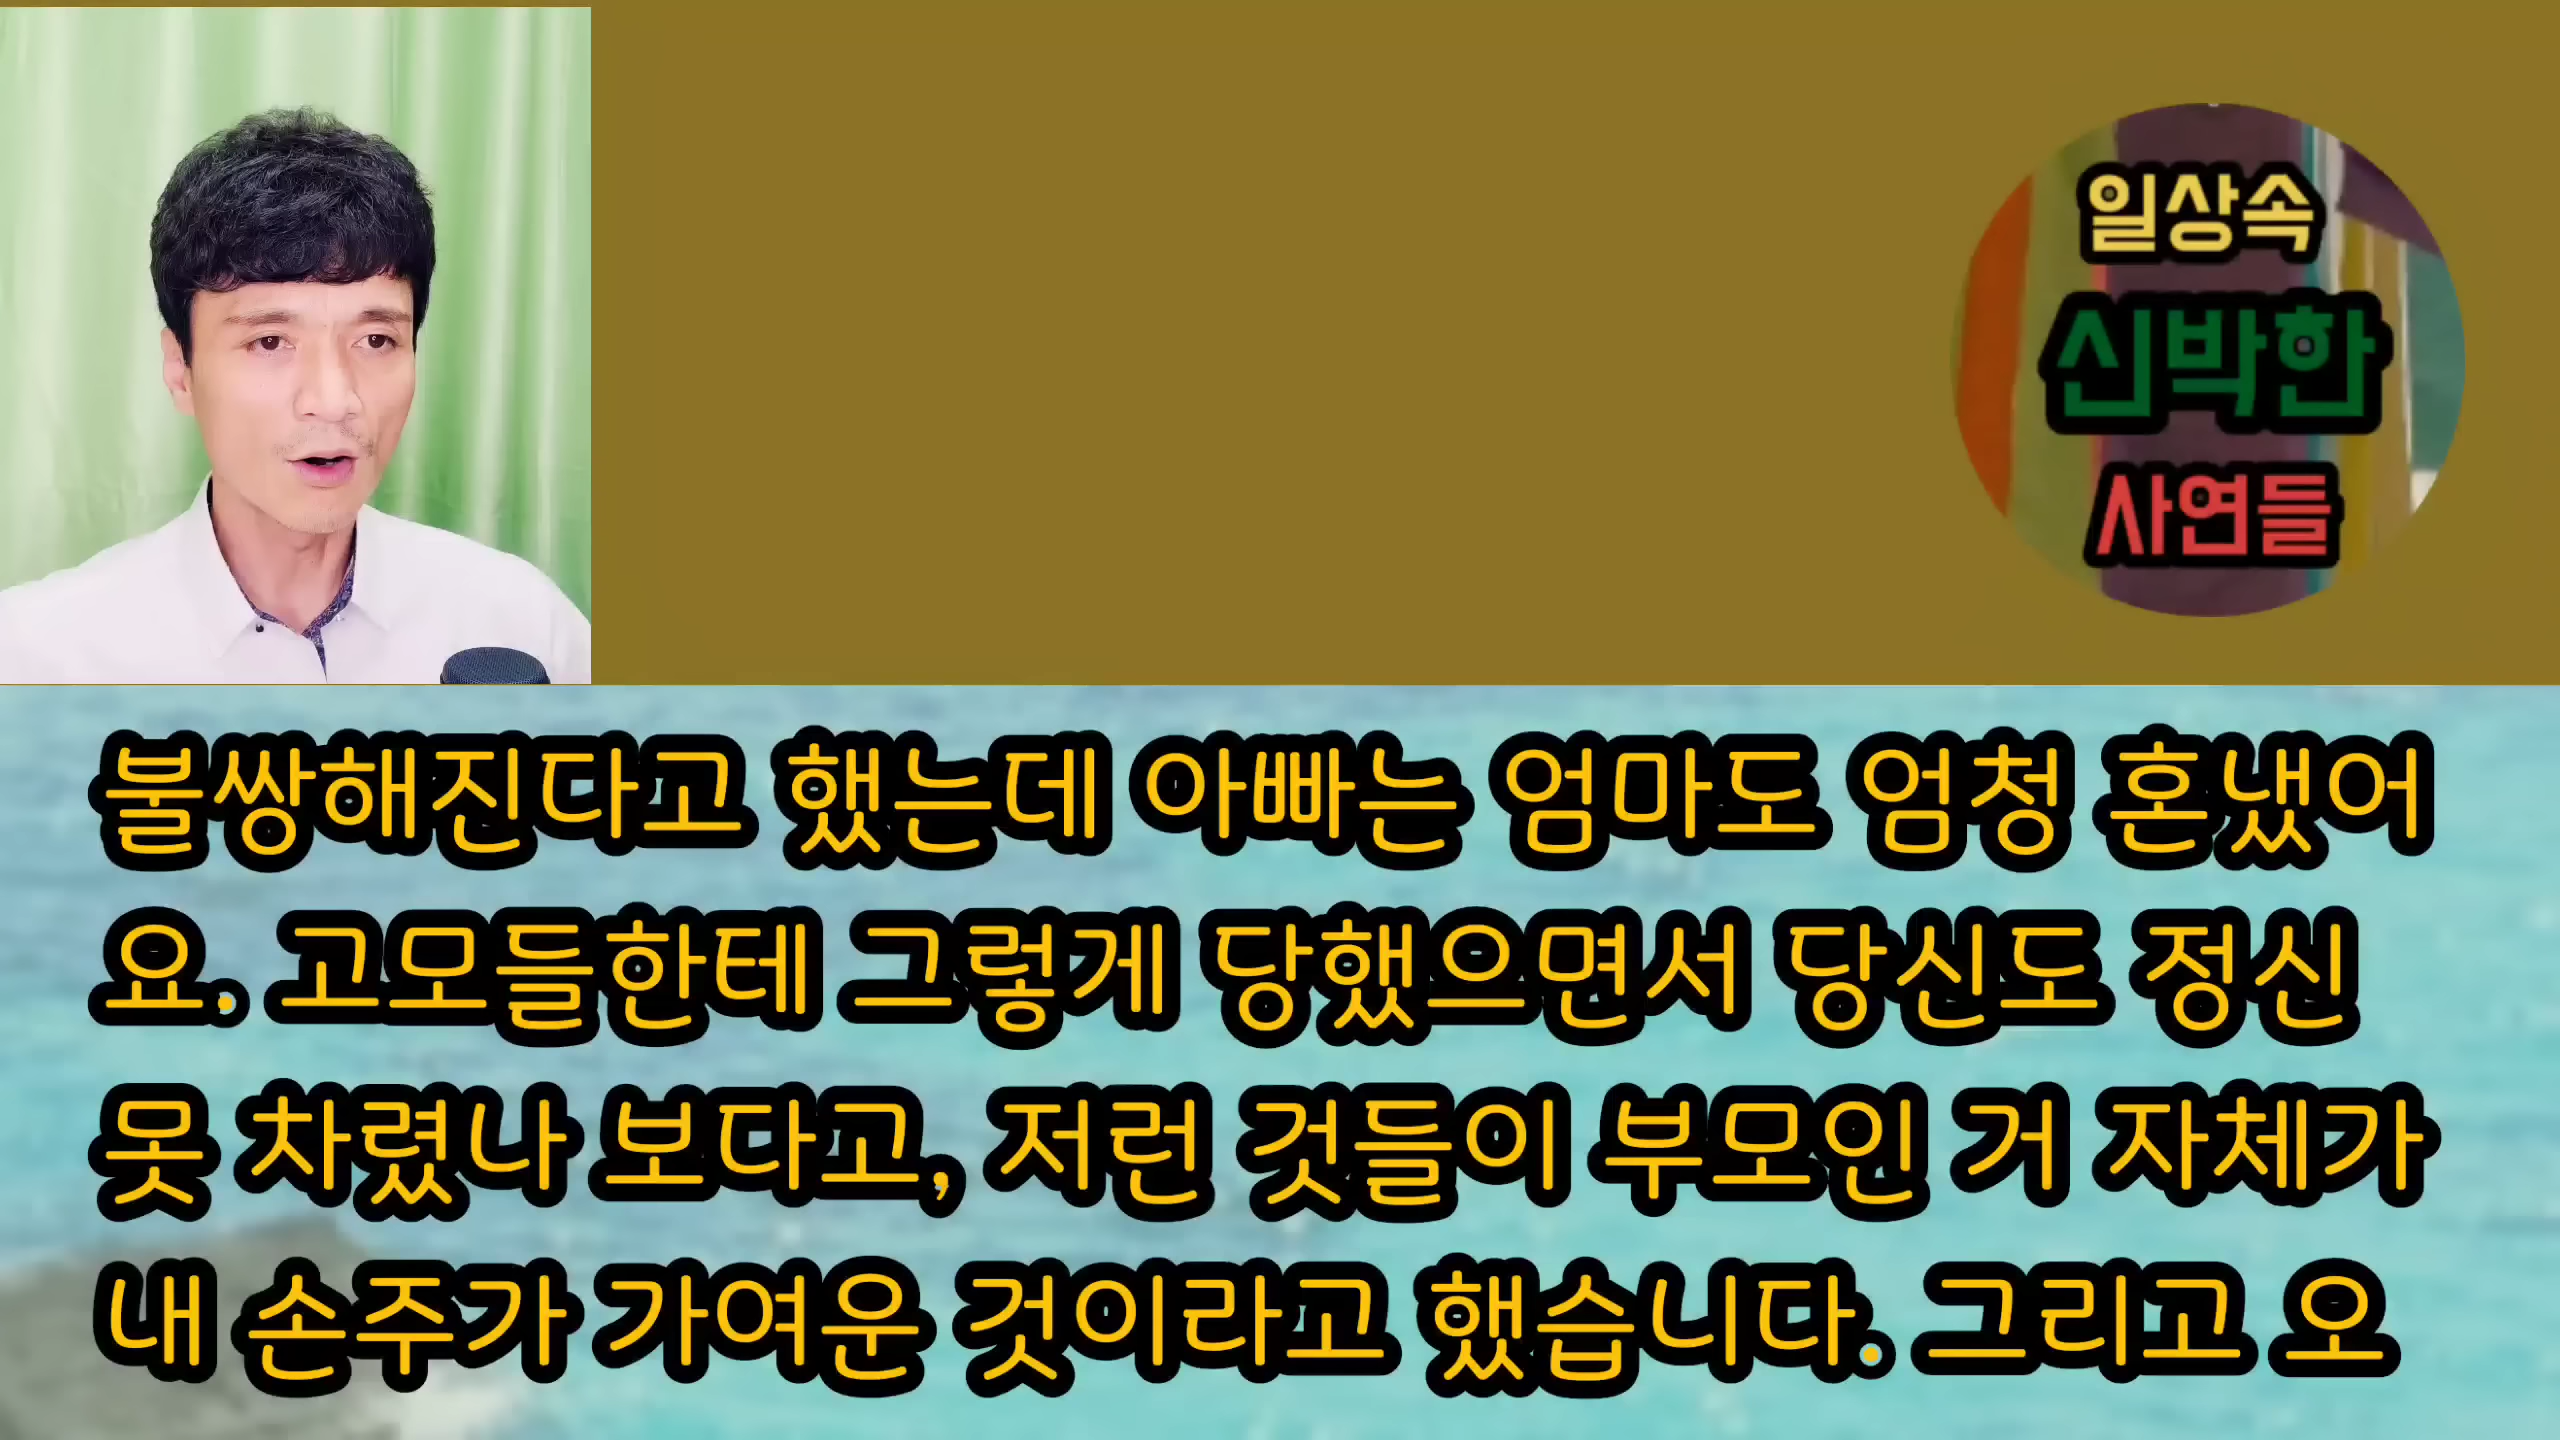 일상속
신박한
사연들
불쌍해진다고 했는데 아빠는 엄마도 엄청 혼냈어
요. 고모들한테 그렇게 당했으면서 당신도 정신
못 차렸나 보다고, 저런 것들이 부모인 거 자체가
내 손주가 가여운 것이라고 했습니다. 그리고 오